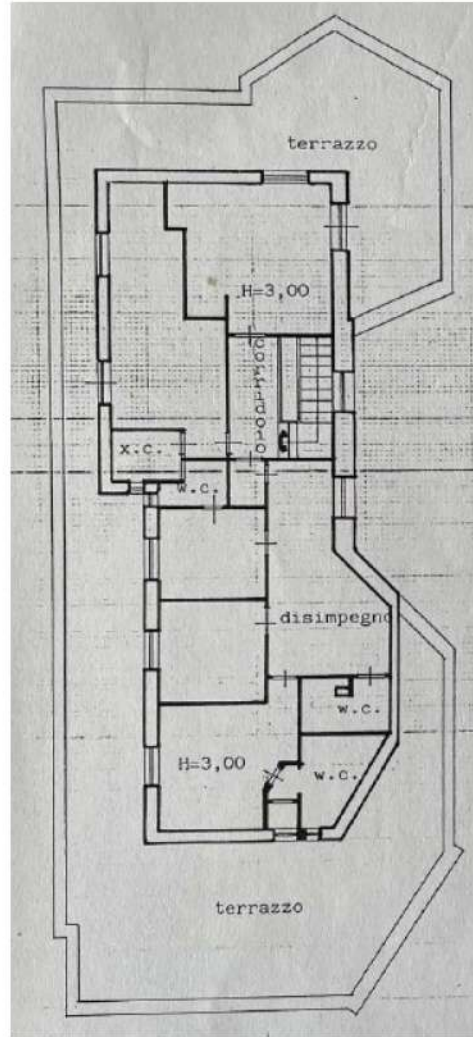 terrazzo
H=3,00
corridoio
x.c.
w.c.
disimpegno
w.c.
H=3,00
w.c.
terrazzo